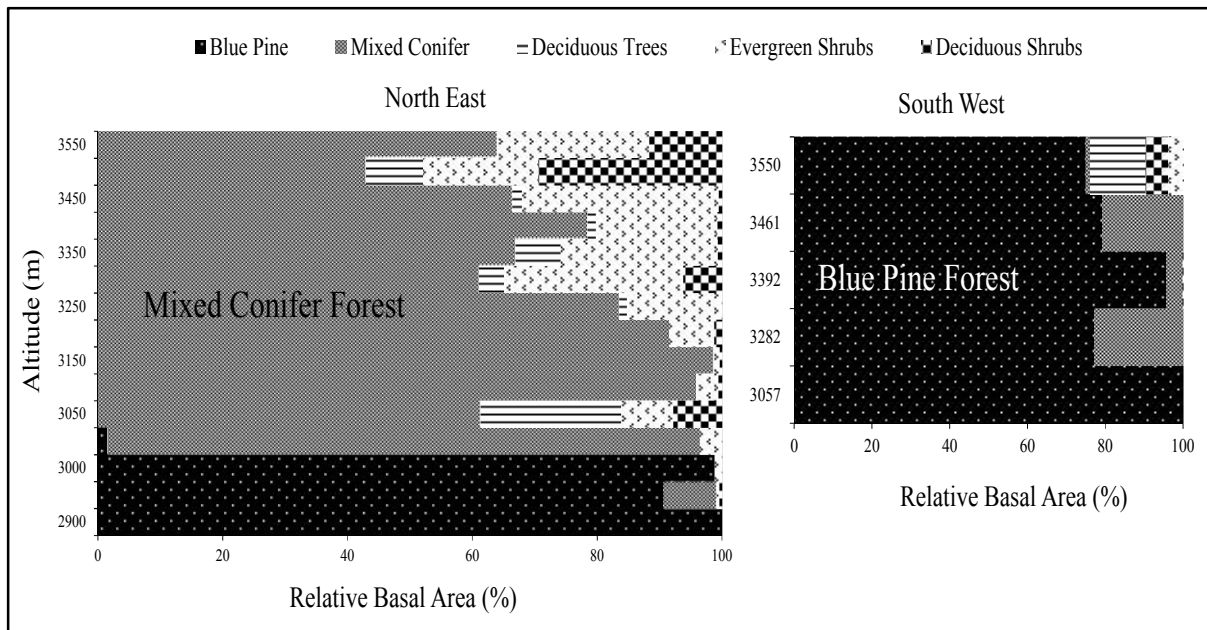 Blue Pine Mixed Conifer Deciduous Trees Evergreen Shrubs Deciduous Shrubs
North East
Altitude (m)
3550
3450
3350
3250
3150
3050
3000
2900
Mixed Conifer Forest
0 20 40 60 80 100
Relative Basal Area (%)
South West
3550
3461
3392
3282
3057
Blue Pine Forest
0 20 40 60 80 100
Relative Basal Area (%)